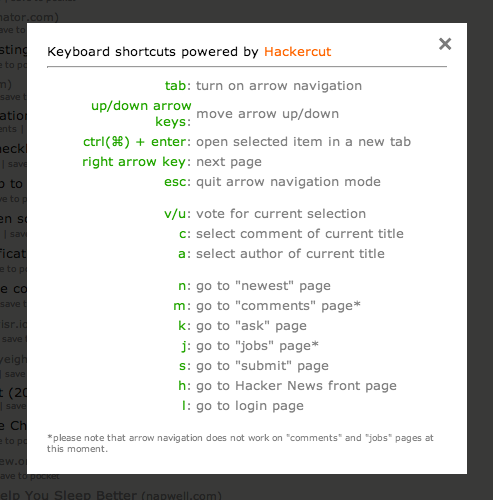 Keyboard shortcuts powered by Hackercut
tab: turn on arrow navigation
up/down arrow
keys: move arrow up/down
ctrl(⌘) + enter: open selected item in a new tab
right arrow key: next page
esc: quit arrow navigation mode
v/u: vote for current selection
c: select comment of current title
a: select author of current title
n: go to "newest" page
m: go to "comments" page*
k: go to "ask" page
j: go to "jobs" page*
s: go to "submit" page
h: go to Hacker News front page
l: go to login page
*please note that arrow navigation does not work on "comments" and "jobs" pages at
this moment.
elp You Sleep Better (napwell.com)